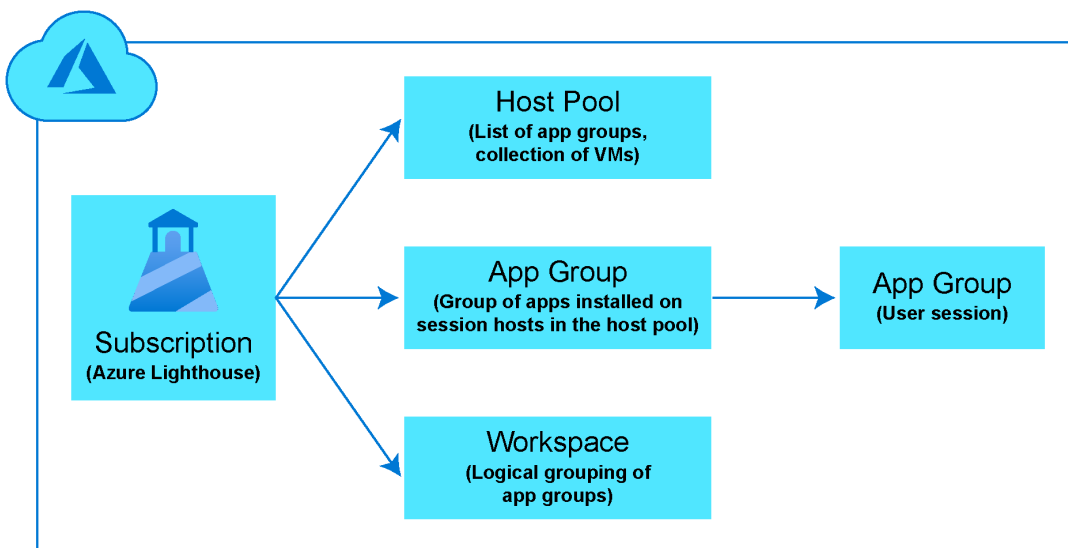 Host Pool
(List of app groups,
collection of VMs)
Subscription
(Azure Lighthouse)
App Group
(Group of apps installed on
session hosts in the host pool)
App Group
(User session)
Workspace
(Logical grouping of
app groups)